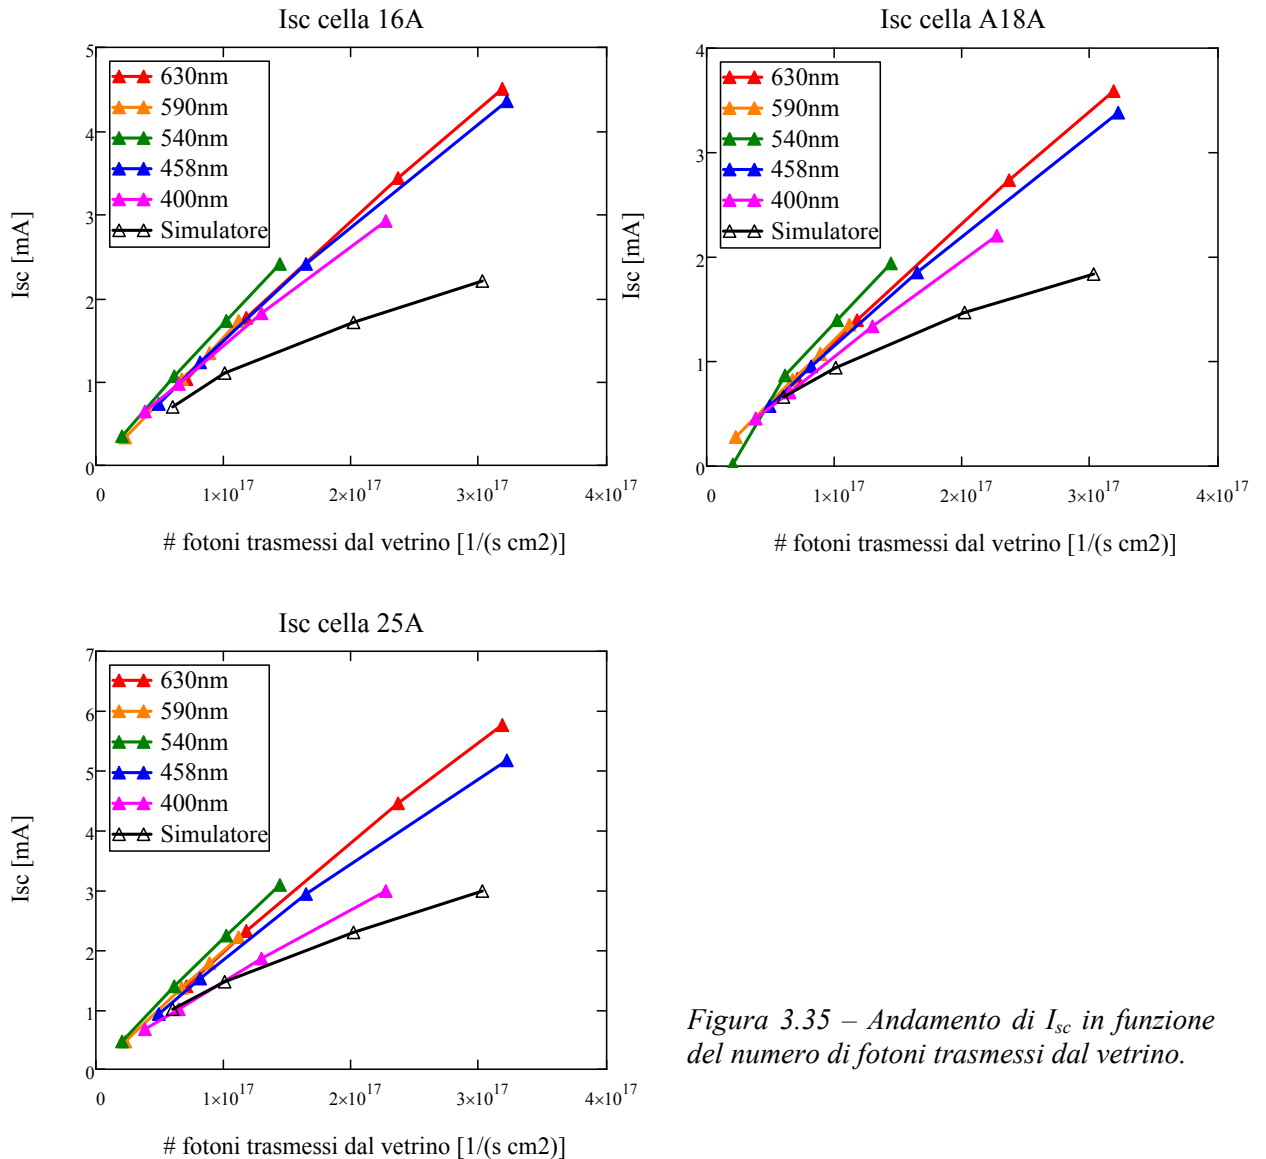 Isc cella 16A
Isc [mA]
5
4
3
2
1
0
630nm
590nm
540nm
458nm
400nm
Simulatore
0
1×10^17
2×10^17
3×10^17
4×10^17
# fotoni trasmessi dal vetrino [1/(s cm2)]
Isc cella A18A
Isc [mA]
4
3
2
1
0
630nm
590nm
540nm
458nm
400nm
Simulatore
0
1×10^17
2×10^17
3×10^17
4×10^17
# fotoni trasmessi dal vetrino [1/(s cm2)]
Isc cella 25A
Isc [mA]
7
6
5
4
3
2
1
0
630nm
590nm
540nm
458nm
400nm
Simulatore
0
1×10^17
2×10^17
3×10^17
4×10^17
# fotoni trasmessi dal vetrino [1/(s cm2)]
Figura 3.35 – Andamento di Isc in funzione
del numero di fotoni trasmessi dal vetrino.